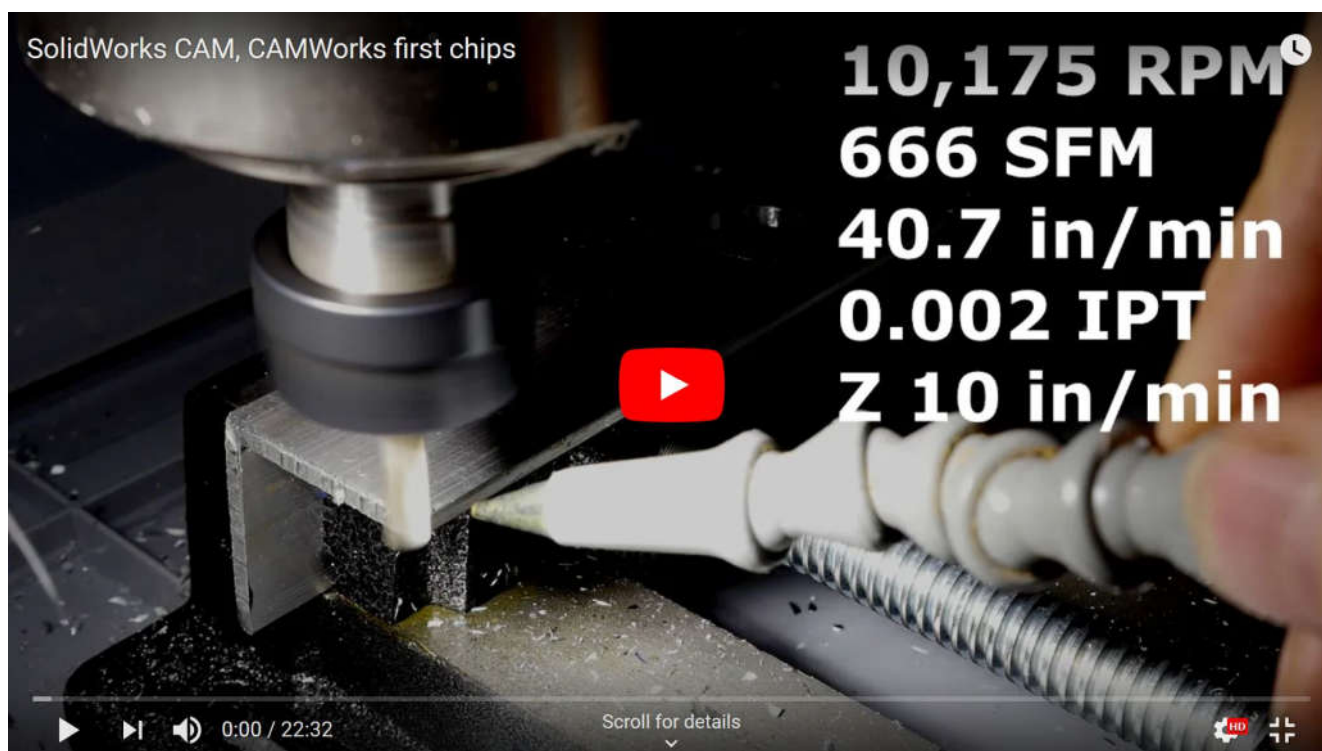 SolidWorks CAM, CAMWorks first chips
10,175 RPM
666 SFM
40.7 in/min
0.002 IPT
Z 10 in/min
0:00 / 22:32
Scroll for details
HD